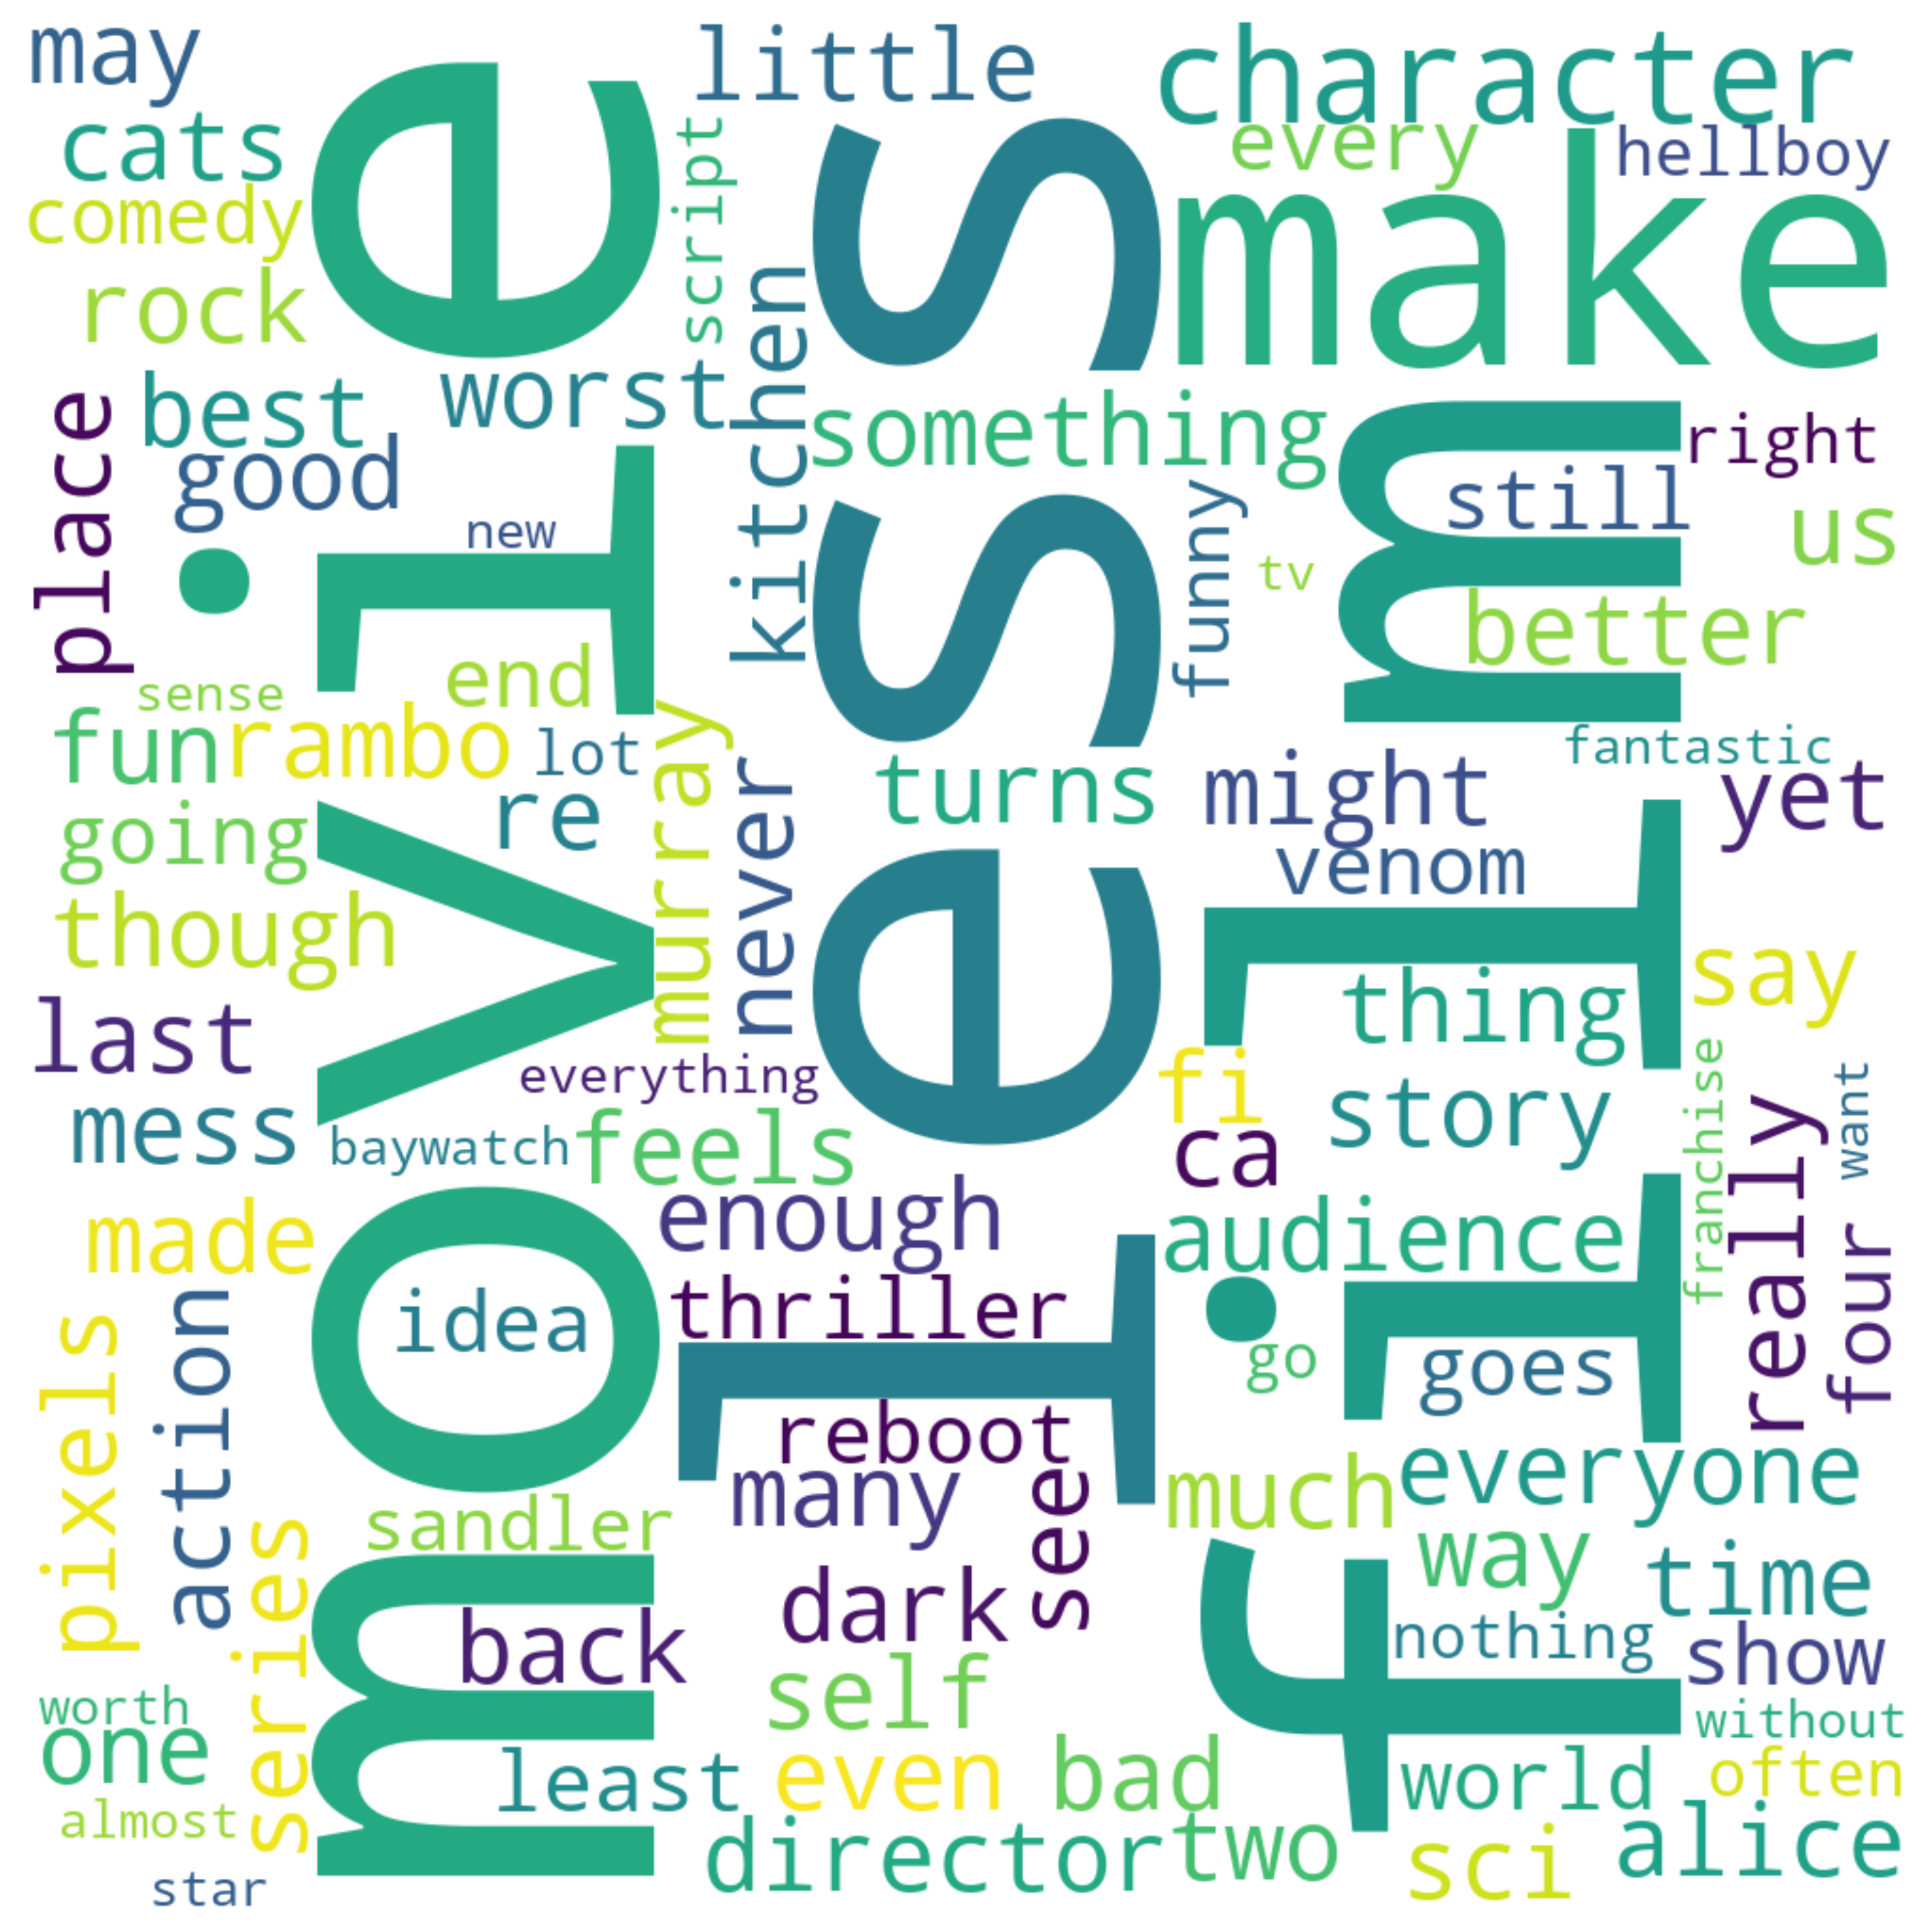 may
little
character
cats
every
hellboy
comedy
script
make
rock
movie
less
kitchen
worst
best
place
something
film
right
good
still
us
new
funny
tv
better
end
sense
fun
rambo
lot
murray
never
turns
might
fantastic
yet
re
going
venom
though
say
thing
last
everything
fi
story
franchise
want
really
mess
baywatch
feels
ca
enough
audience
four
made
idea
thriller
action
pixels
go
goes
reboot
many
see
much
everyone
sandler
series
way
time
dark
back
nothing
show
self
worth
one
without
least
even
bad
world
often
almost
director
two
sci
alice
star